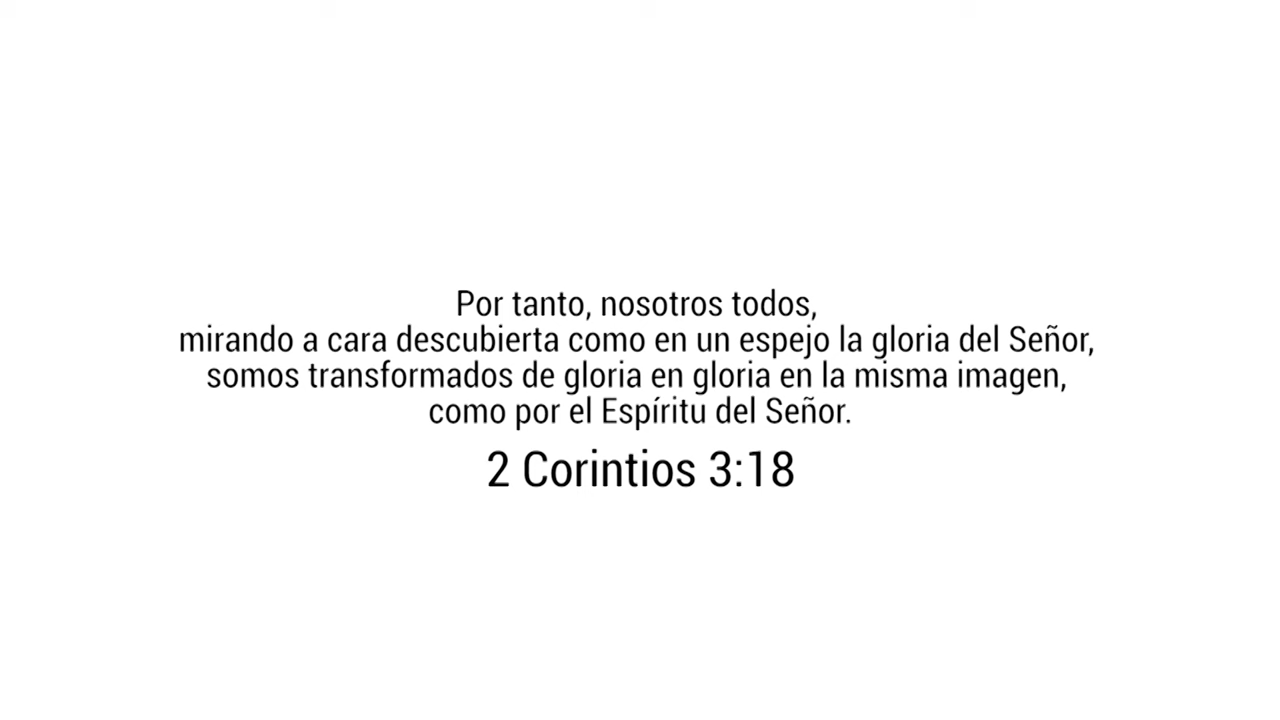 Por tanto, nosotros todos,
mirando a cara descubierta como en un espejo la gloria del Señor,
somos transformados de gloria en gloria en la misma imagen,
como por el Espíritu del Señor.
2 Corintios 3:18